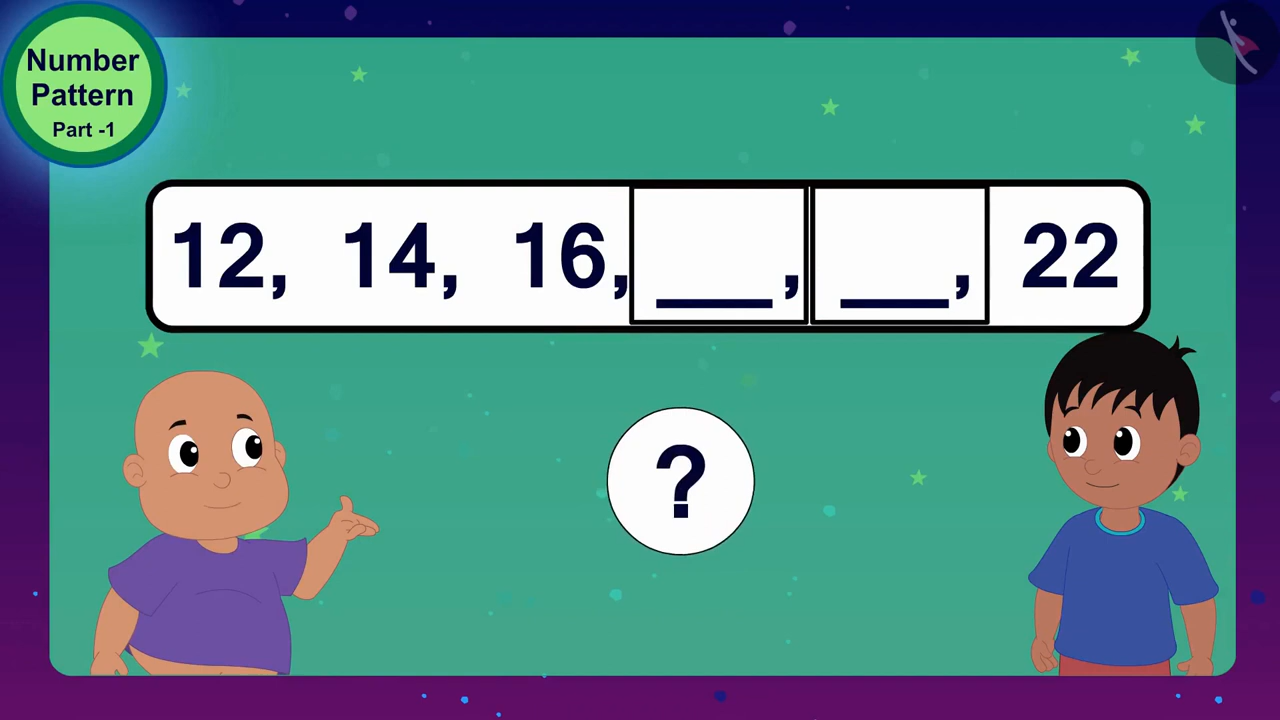 Number
Pattern
Part -1
12, 14, 16,___, ___, 22
?